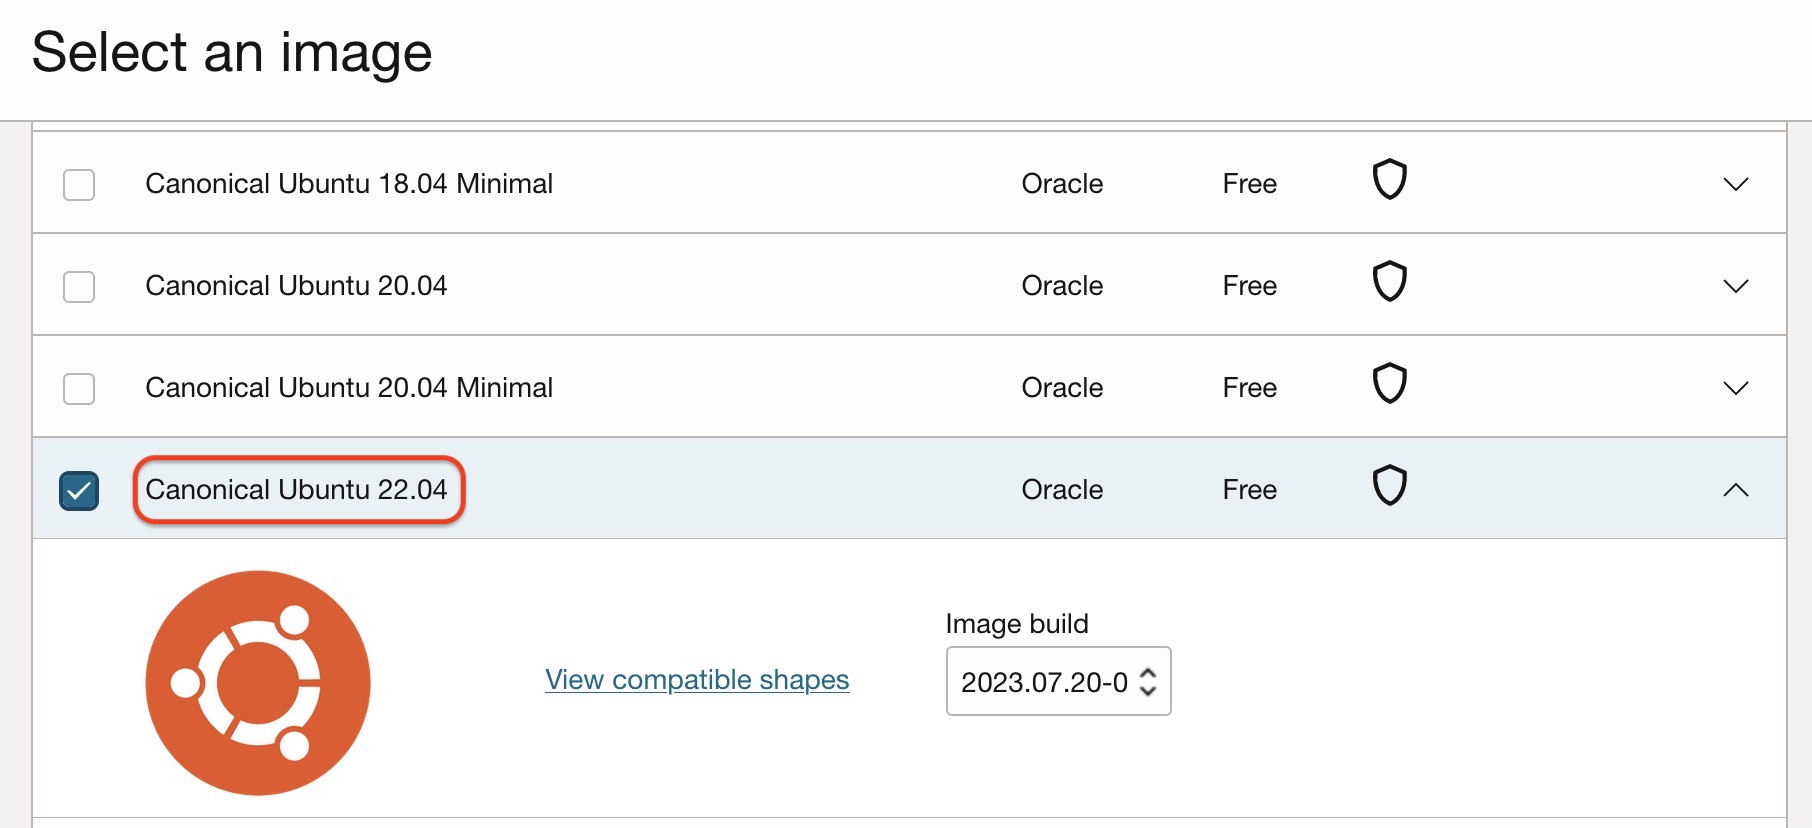 Select an image
Canonical Ubuntu 18.04 Minimal Oracle Free
Canonical Ubuntu 20.04 Oracle Free
Canonical Ubuntu 20.04 Minimal Oracle Free
Canonical Ubuntu 22.04 Oracle Free
Image build
View compatible shapes 2023.07.20-0